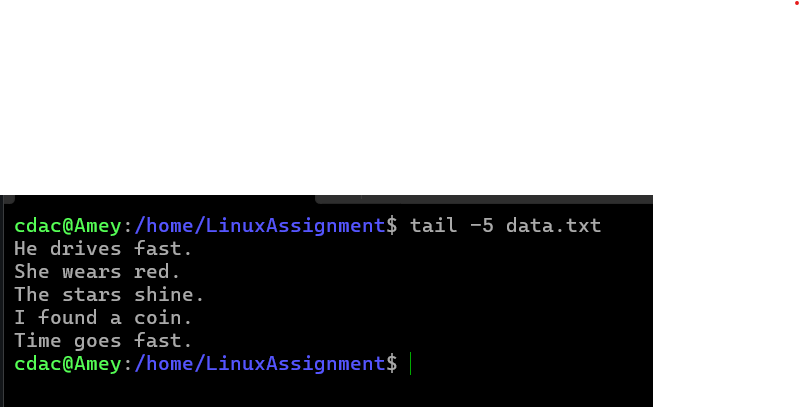 cdac@Amey:/home/LinuxAssignment$ tail -5 data.txt
He drives fast.
She wears red.
The stars shine.
I found a coin.
Time goes fast.
cdac@Amey:/home/LinuxAssignment$